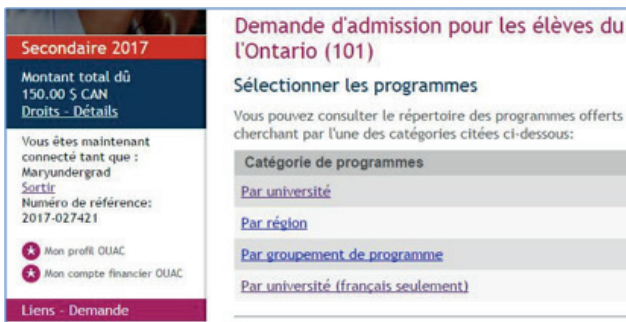 Secondaire 2017
Montant total dû
150.00 $ CAN
Droits - Détails
Vous êtes maintenant
connecté tant que :
Maryundergrad
Sortir
Numéro de référence:
2017-027421
Mon profil OUAC
Mon compte financier OUAC
Liens - Demande
Demande d'admission pour les élèves du
l'Ontario (101)
Sélectionner les programmes
Vous pouvez consulter le répertoire des programmes offerts
cherchant par l'une des catégories citées ci-dessous:
Catégorie de programmes
Par université
Par région
Par groupement de programme
Par université (français seulement)